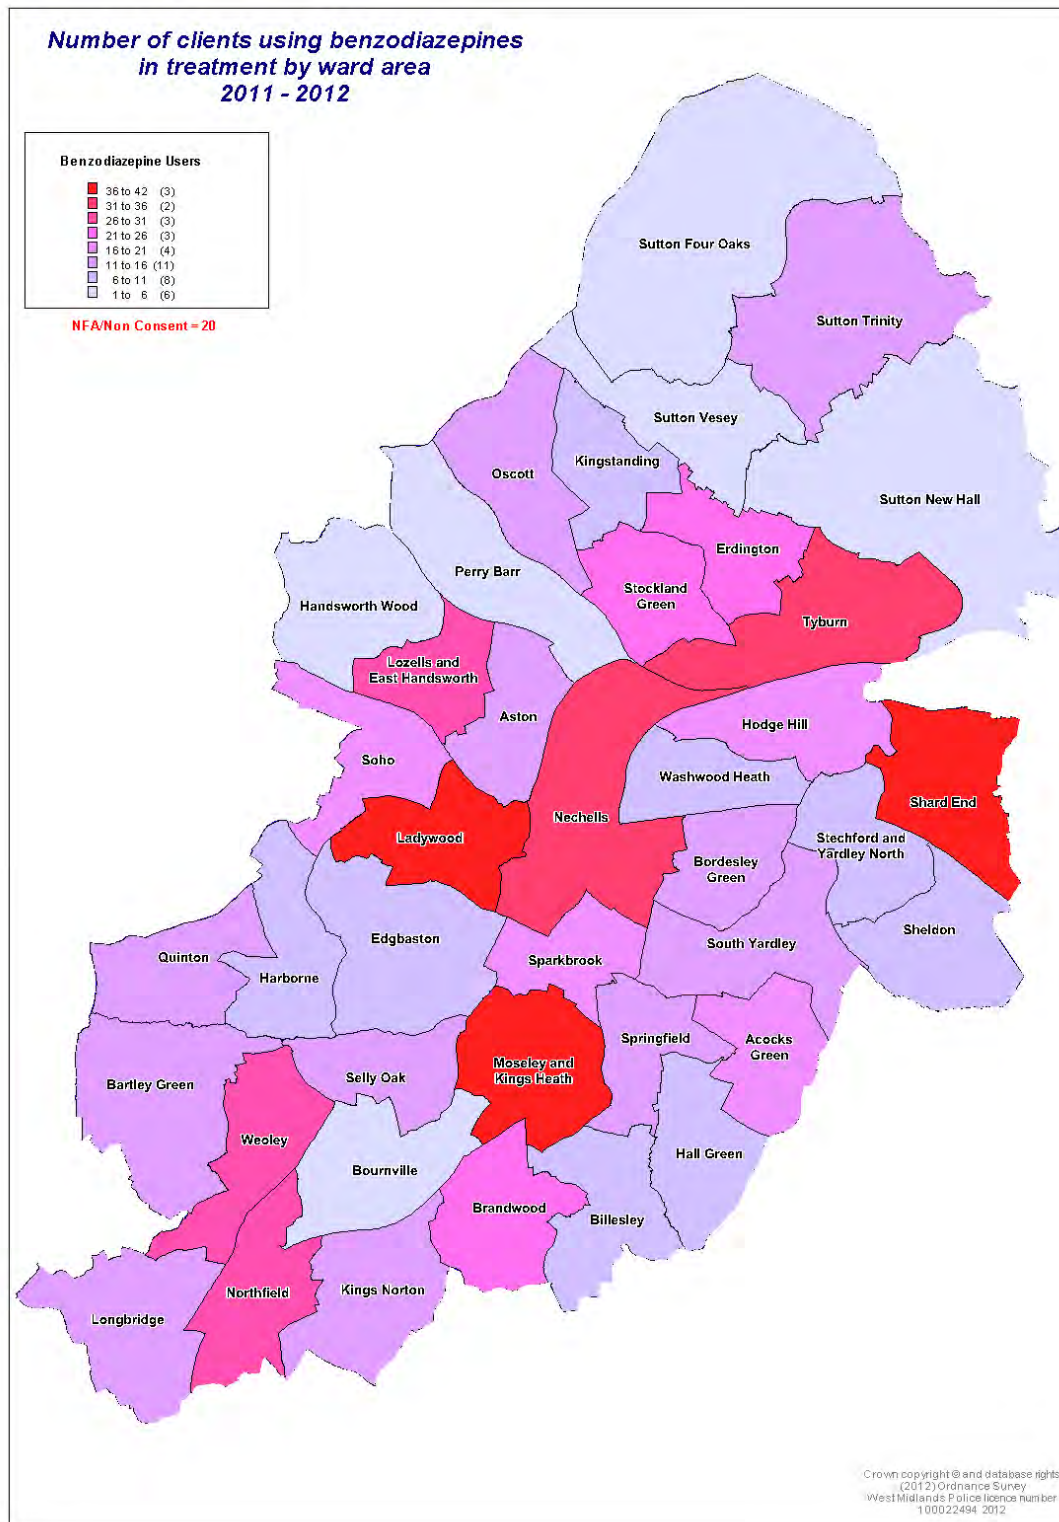 Number of clients using benzodiazepines
in treatment by ward area
2011 - 2012
Benzodiazepine Users
36 to 42 (3)
31 to 36 (2)
26 to 31 (3)
21 to 26 (3)
16 to 21 (4)
11 to 16 (11)
6 to 11 (8)
1 to 6 (6)
NFA/Non Consent = 20
Sutton Four Oaks
Sutton Trinity
Sutton Vesey
Kingstanding
Oscott
Sutton New Hall
Erdington
Perry Barr
Stockland
Green
Handsworth Wood
Tyburn
Lozells and
East Handsworth
Aston
Hodge Hill
Soho
Washwood Heath
Shard End
Nechells
Ladywood
Stechford and
Yardley North
Bordesley
Green
Sheldon
Edgbaston
South Yardley
Quinton
Sparkbrook
Harborne
Springfield
Acocks
Green
Moseley and
Kings Heath
Selly Oak
Bartley Green
Weoley
Hall Green
Bournville
Brandwood
Billesley
Kings Norton
Northfield
Longbridge
Crown copyright © and database rights
(2012) Ordnance Survey
West Midlands Police licence number
100022494 2012